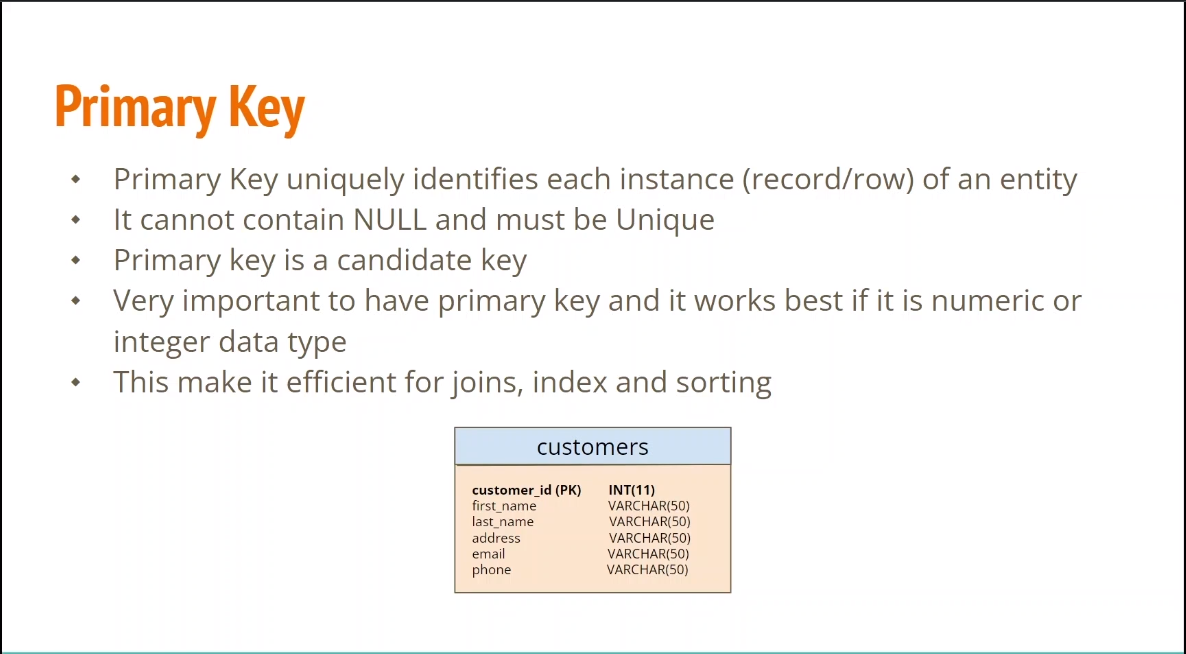 Primary Key
Primary Key uniquely identifies each instance (record/row) of an entity
It cannot contain NULL and must be Unique
Primary key is a candidate key
Very important to have primary key and it works best if it is numeric or
integer data type
This make it efficient for joins, index and sorting
customers
customer_id (PK) INT(11)
first_name VARCHAR(50)
last_name VARCHAR(50)
address VARCHAR(50)
email VARCHAR(50)
phone VARCHAR(50)